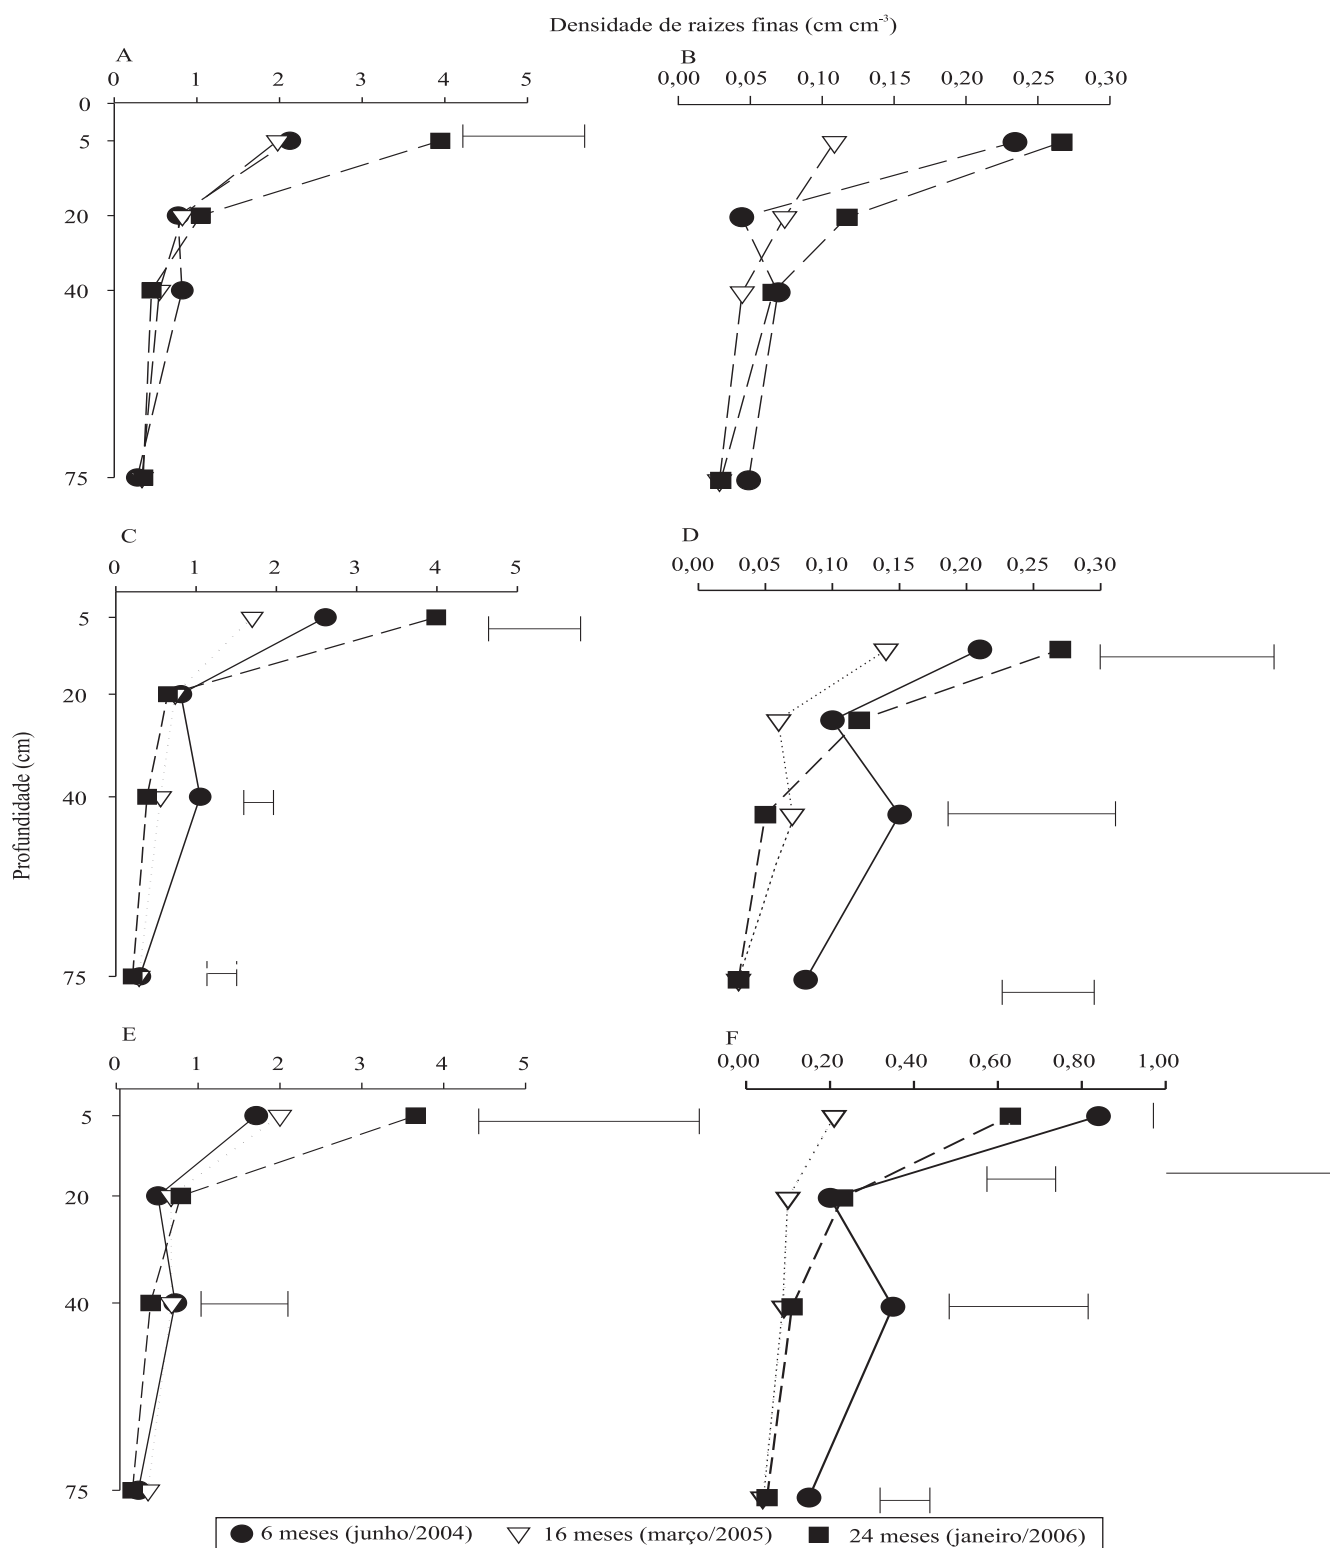 Densidade de raizes finas (cm cm⁻³)
A
0 1 2 3 4 5
0
5
20
40
75
B
0,00 0,05 0,10 0,15 0,20 0,25 0,30
C
0 1 2 3 4 5
5
20
40
75
D
0,00 0,05 0,10 0,15 0,20 0,25 0,30
Profundidade (cm)
E
0 1 2 3 4 5
5
20
40
75
F
0,00 0,20 0,40 0,60 0,80 1,00
6 meses (junho/2004) 16 meses (março/2005) 24 meses (janeiro/2006)